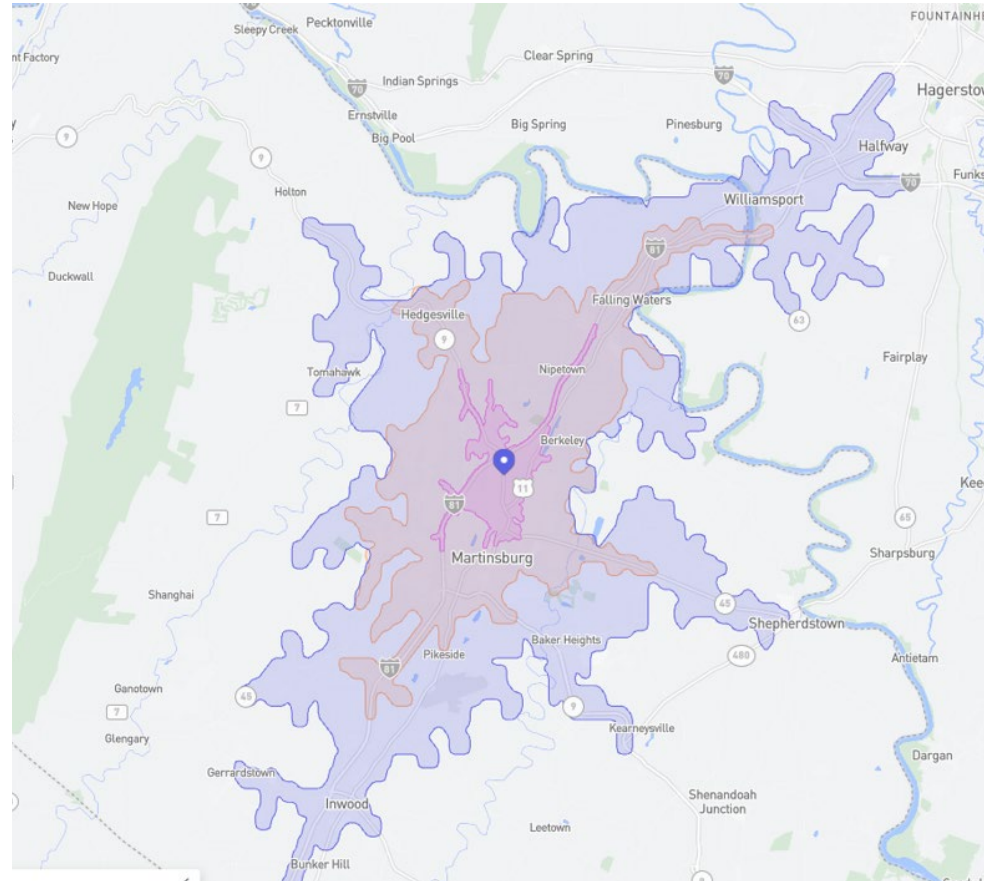 Pecktonville
FOUNTAINHE
Sleepy Creek
nt Factory
Clear Spring
Indian Springs
70
70
Hagerstow
Ernstville
Big Spring
Pinesburg
9
Big Pool
Halfway
9
Funks
70
Holton
Williamsport
New Hope
81
Duckwall
Falling Waters
Hedgesville
63
9
Fairplay
Nipetown
Tomahawk
7
Berkeley
11
Kee
81
7
65
Sharpsburg
Martinsburg
Shanghai
45
Shepherdstown
Baker Heights
Pikeside
480
Antietam
81
Ganotown
45
9
7
Kearneysville
Glengary
Dargan
Gerrardstown
Shenandoah
Junction
Inwood
Leetown
Bunker Hill
9